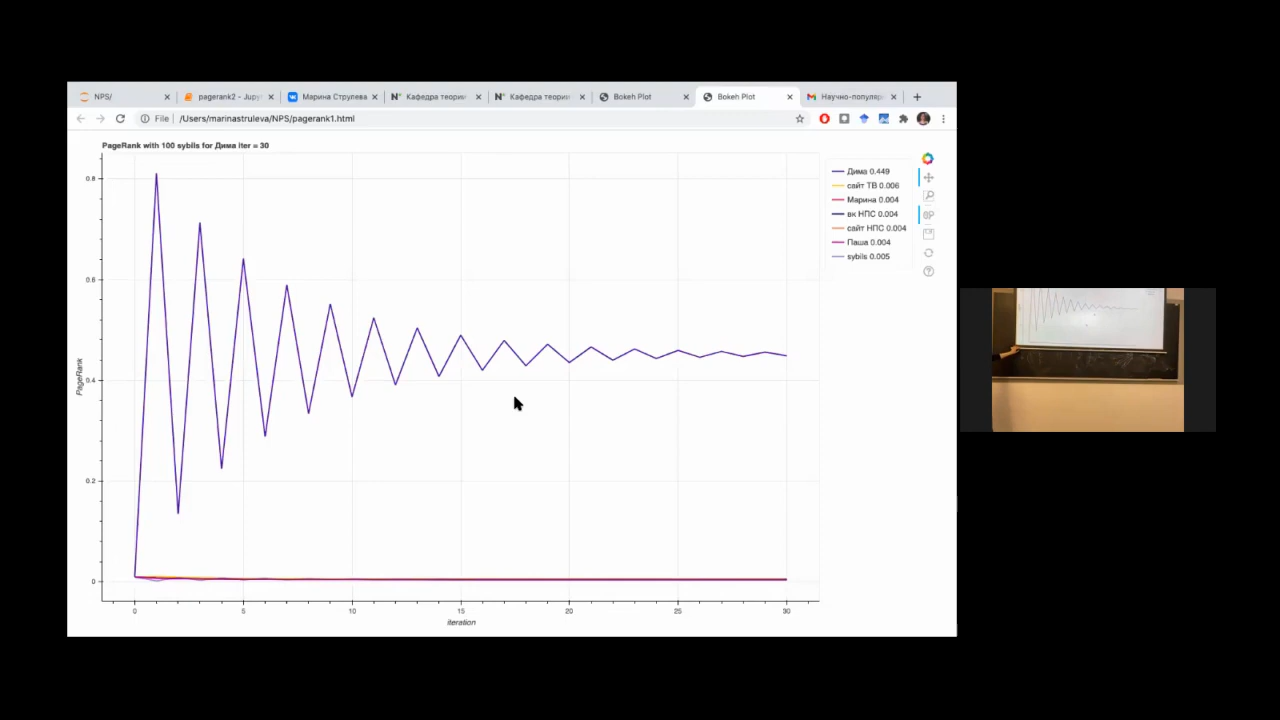 NPS/
pagerank2 - Jupy
Марина Струлева
Кафедра теории
Кафедра теории
Bokeh Plot
Bokeh Plot
Научно-популяр
File
/Users/marinastruleva/NPS/pagerank1.html
PageRank with 100 sybils for Дима iter = 30
Дима 0.449
сайт ТВ 0.006
Марина 0.004
вк НПС 0.004
сайт НПС 0.004
Паша 0.004
sybils 0.005
PageRank
0.8
0.6
0.4
0.2
0
0 5 10 15 20 25 30
iteration